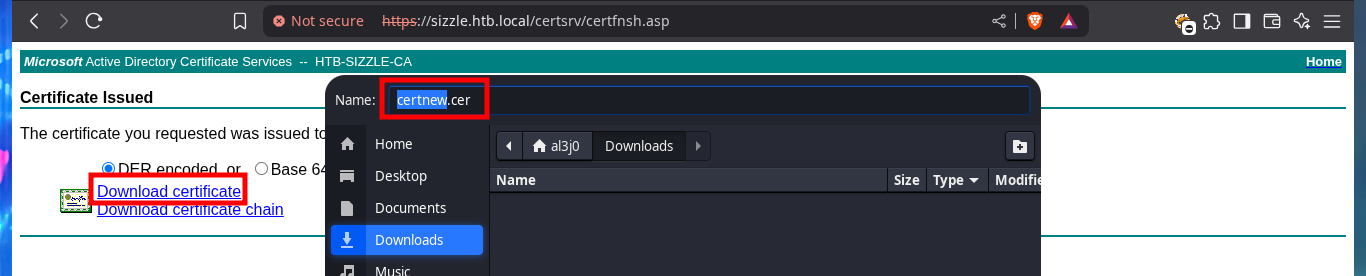 Not secure https://sizzle.htb.local/certsrv/certfnsh.asp
Microsoft Active Directory Certificate Services -- HTB-SIZZLE-CA Home
Certificate Issued
Name: certnew.cer
The certificate you requested was issued to
Home
al3j0 Downloads
DER encoded or Base 64
Desktop
Name Size Type Modifie
Download certificate
Documents
Download certificate chain
Downloads
Music